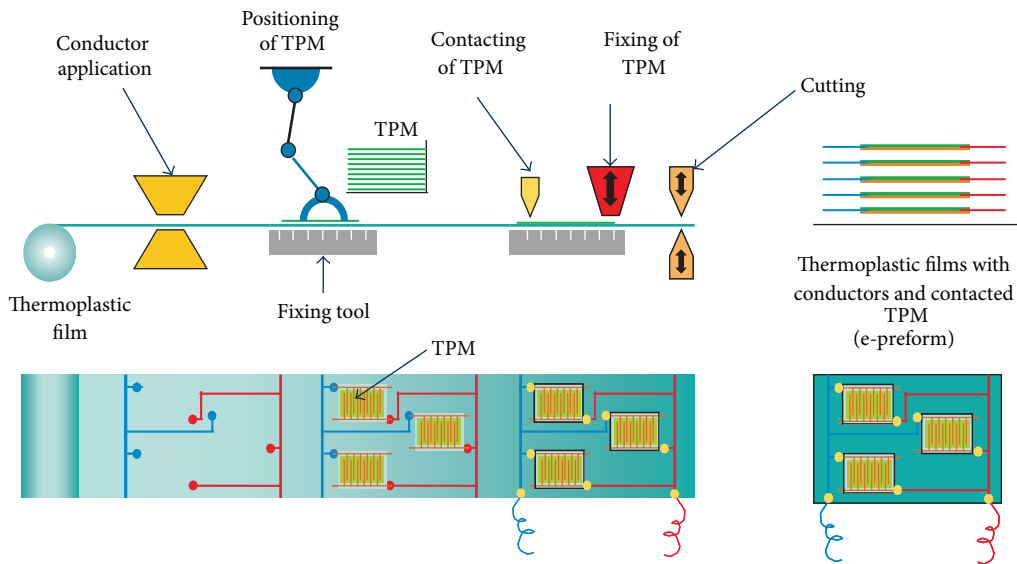 Conductor
application
Positioning
of TPM
TPM
Contacting
of TPM
Fixing of
TPM
Cutting
Thermoplastic
film
Fixing tool
Thermoplastic films with
conductors and contacted
TPM
(e-preform)
TPM